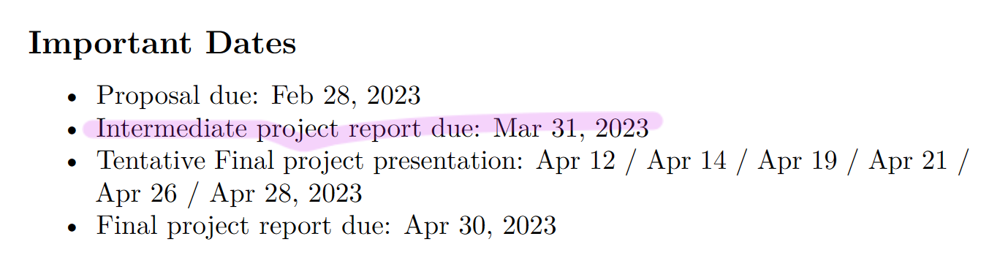 Important Dates
• Proposal due: Feb 28, 2023
• Intermediate project report due: Mar 31, 2023
• Tentative Final project presentation: Apr 12 / Apr 14 / Apr 19 / Apr 21 /
Apr 26 / Apr 28, 2023
• Final project report due: Apr 30, 2023